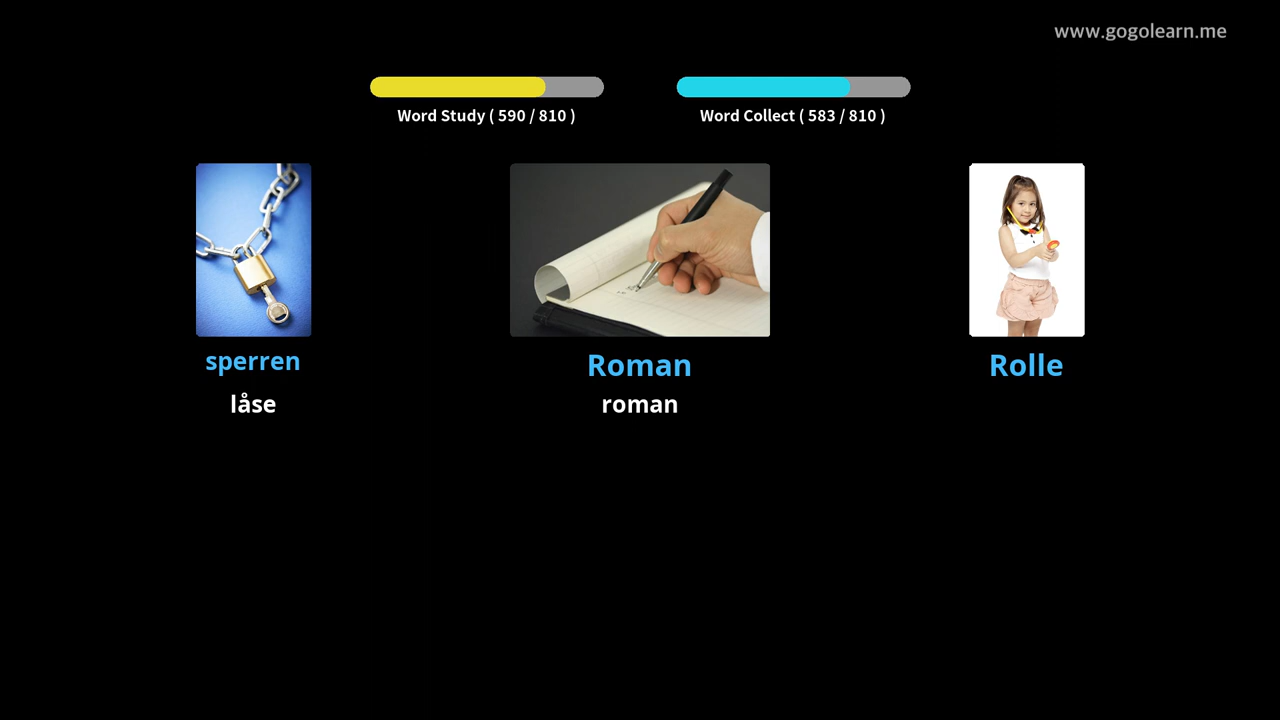 www.gogolearn.me
Word Study ( 590 / 810 )
Word Collect ( 583 / 810 )
sperren
låse
Roman
roman
Rolle